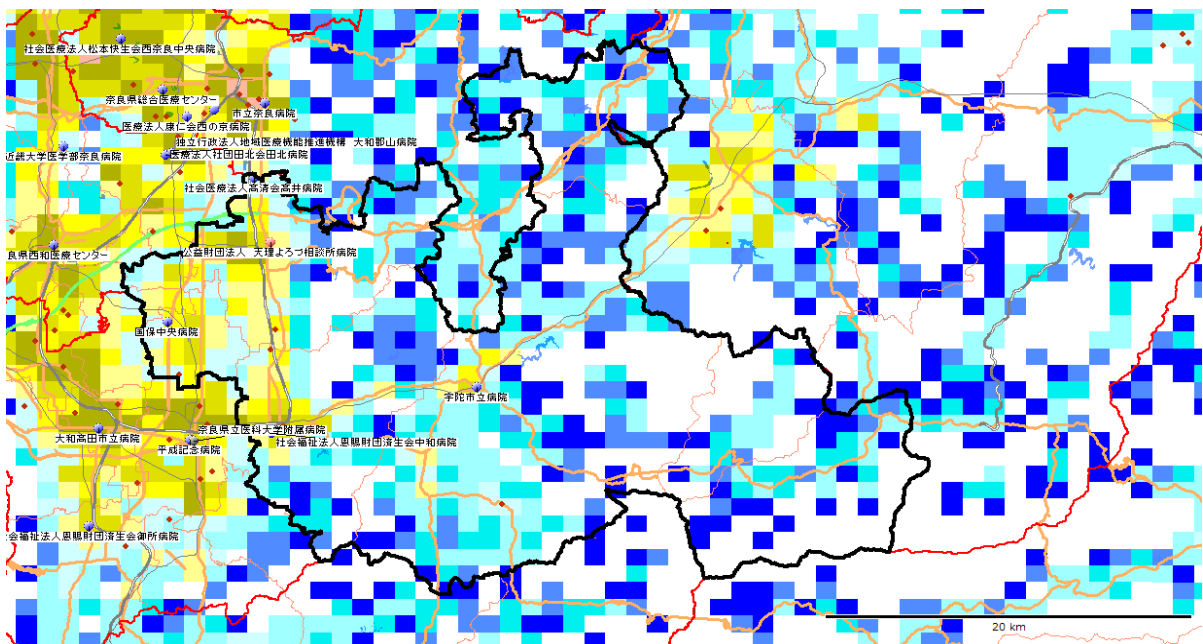 社会医療法人松本快生会西奈良中央病院
奈良県総合医療センター
市立奈良病院
医療法人康仁会西の京病院
独立行政法人地域医療機能推進機構 大和郡山病院
近畿大学医学部奈良病院
医療法人社団田北会田北病院
社会医療法人高清会高井病院
良県西和医療センター
公益財団法人 天理よろづ相談所病院
国保中央病院
宇陀市立病院
奈良県立医科大学附属病院
大和高田市立病院
平成記念病院
社会福祉法人恩賜財団済生会中和病院
会福祉法人恩賜財団済生会御所病院
20 km